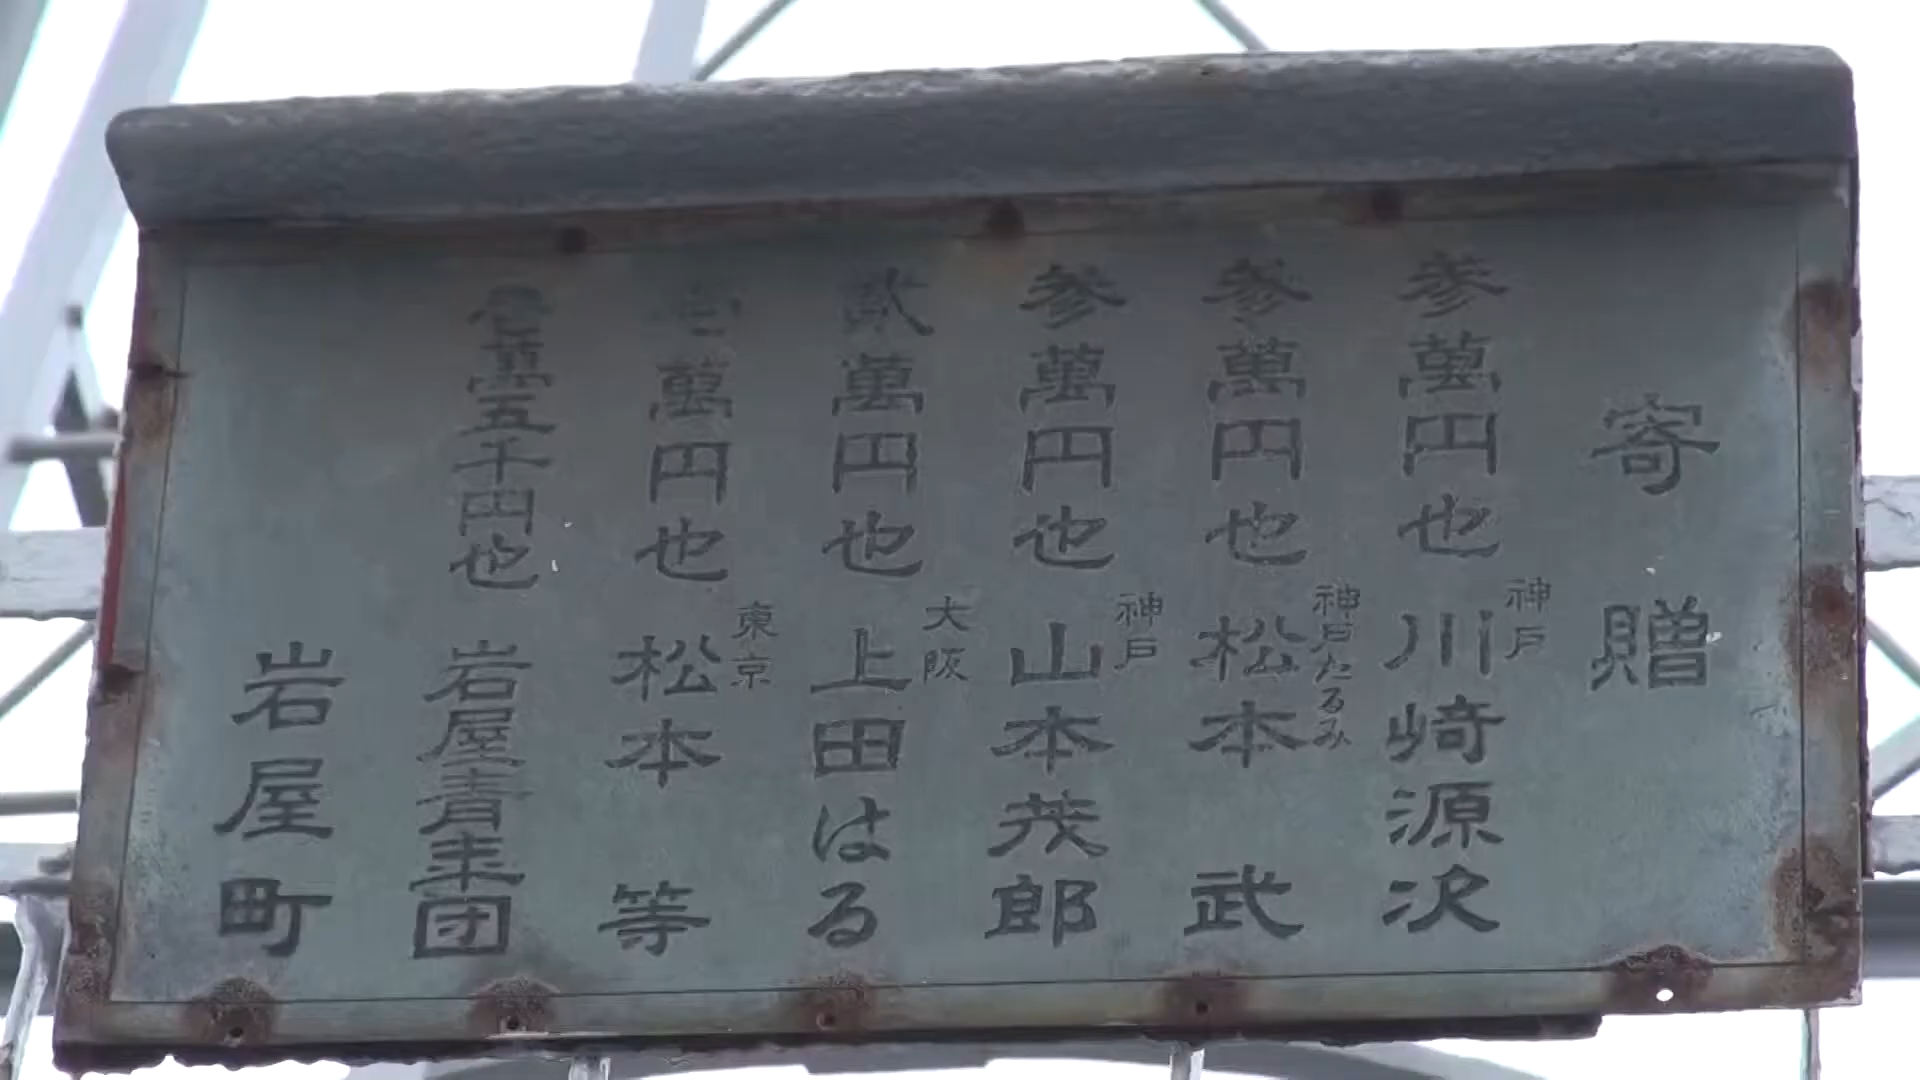 寄贈
参萬円也 神戸 川崎源次
参萬円也 神戸たるみ 松本武
参萬円也 神戸 山本茂郎
弐萬円也 大阪 上田はる
壱萬円也 東京 松本等
壱萬五千円也 岩屋青年団
岩屋町